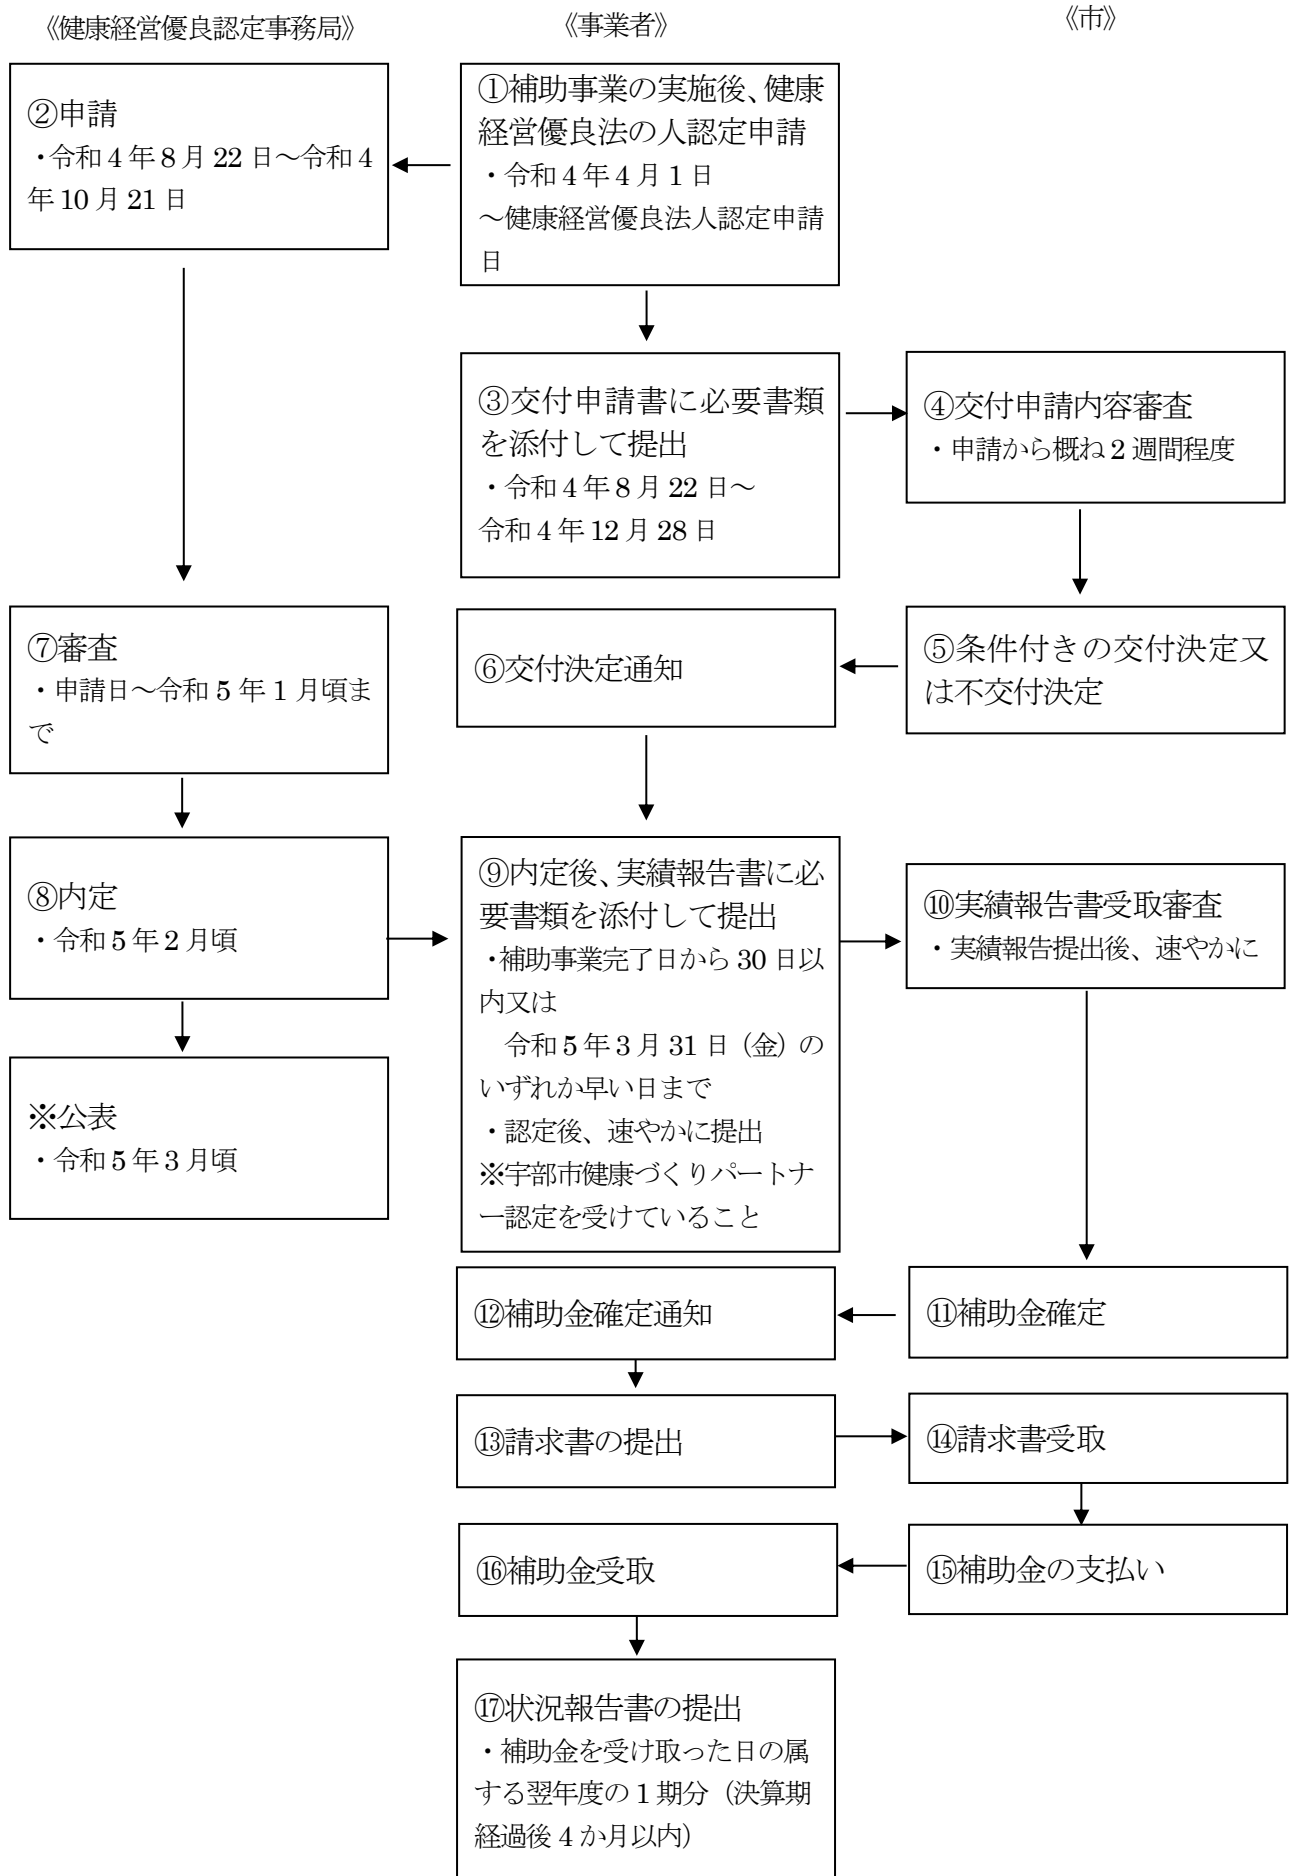 《健康経営優良認定事務局》
《事業者》
《市》
①補助事業の実施後、健康
経営優良法の人認定申請
・令和4年4月1日
～健康経営優良法人認定申請
日
②申請
・令和4年8月22日～令和4
年10月21日
③交付申請書に必要書類
を添付して提出
・令和4年8月22日～
令和4年12月28日
④交付申請内容審査
・申請から概ね2週間程度
⑤条件付きの交付決定又
は不交付決定
⑥交付決定通知
⑦審査
・申請日～令和5年1月頃ま
で
⑧内定
・令和5年2月頃
⑨内定後、実績報告書に必
要書類を添付して提出
・補助事業完了日から30日以
内又は
令和5年3月31日（金）の
いずれか早い日まで
・認定後、速やかに提出
※宇部市健康づくりパートナ
ー認定を受けていること
⑩実績報告書受取審査
・実績報告提出後、速やかに
※公表
・令和5年3月頃
⑪補助金確定
⑫補助金確定通知
⑬請求書の提出
⑭請求書受取
⑮補助金の支払い
⑯補助金受取
⑰状況報告書の提出
・補助金を受け取った日の属
する翌年度の1期分（決算期
経過後4か月以内）